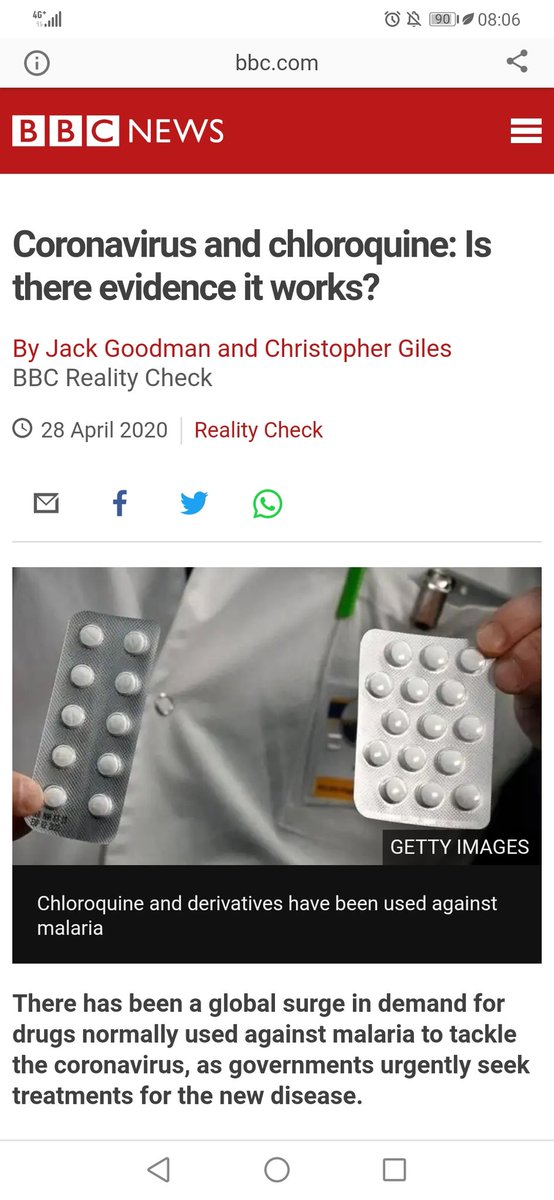 4G+
90 08:06
bbc.com
BBC NEWS
Coronavirus and chloroquine: Is
there evidence it works?
By Jack Goodman and Christopher Giles
BBC Reality Check
28 April 2020 Reality Check
GETTY IMAGES
Chloroquine and derivatives have been used against
malaria
There has been a global surge in demand for
drugs normally used against malaria to tackle
the coronavirus, as governments urgently seek
treatments for the new disease.